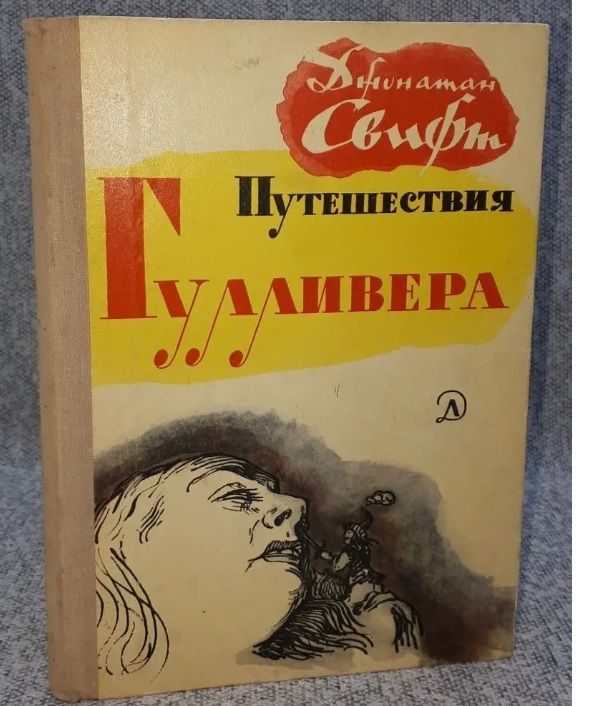 Джонатан
Свифт
Путешествия
Гулливера
Д